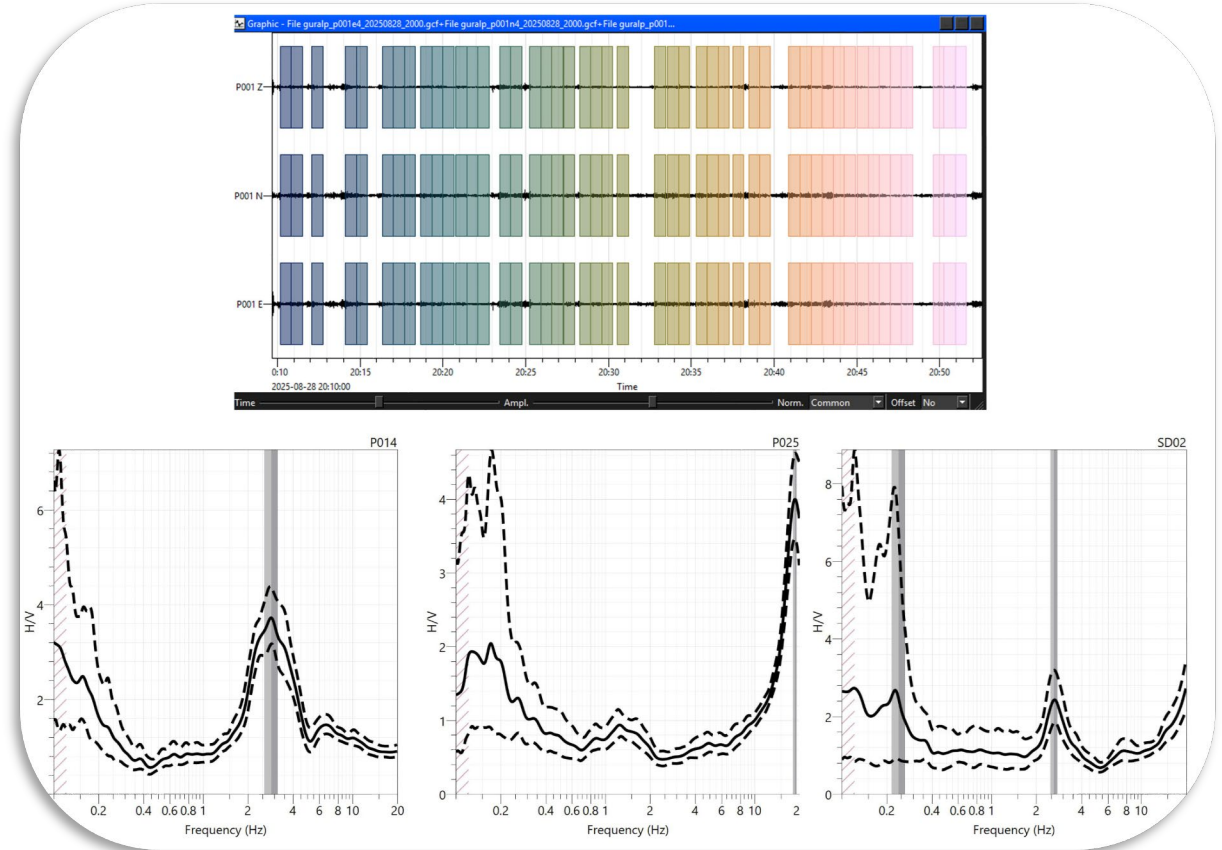 Graphic - File guralp_p001e4_20250828_2000.gcf+File guralp_p001n4_20250828_2000.gcf+File guralp_p001...
P001 Z
P001 N
P001 E
0:10 20:15 20:20 20:25 20:30 20:35 20:40 20:45 20:50
2025-08-28 20:10:00 Time
Time Ampl. Norm. Common Offset No
P014
H/V
6
4
2
0.2 0.4 0.6 0.8 1 2 4 6 8 10 20
Frequency (Hz)
P025
H/V
4
3
2
1
0
0.2 0.4 0.6 0.8 1 2 4 6 8 10 2
Frequency (Hz)
SD02
H/V
8
6
4
2
0
0.2 0.4 0.6 0.8 1 2 4 6 8 10
Frequency (Hz)